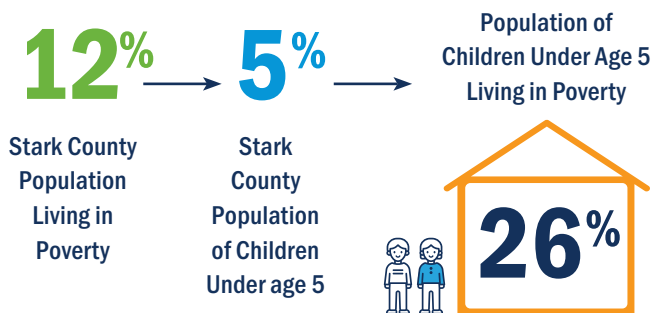 12%
Stark County
Population
Living in
Poverty
5%
Stark
County
Population
of Children
Under age 5
Population of
Children Under Age 5
Living in Poverty
26%